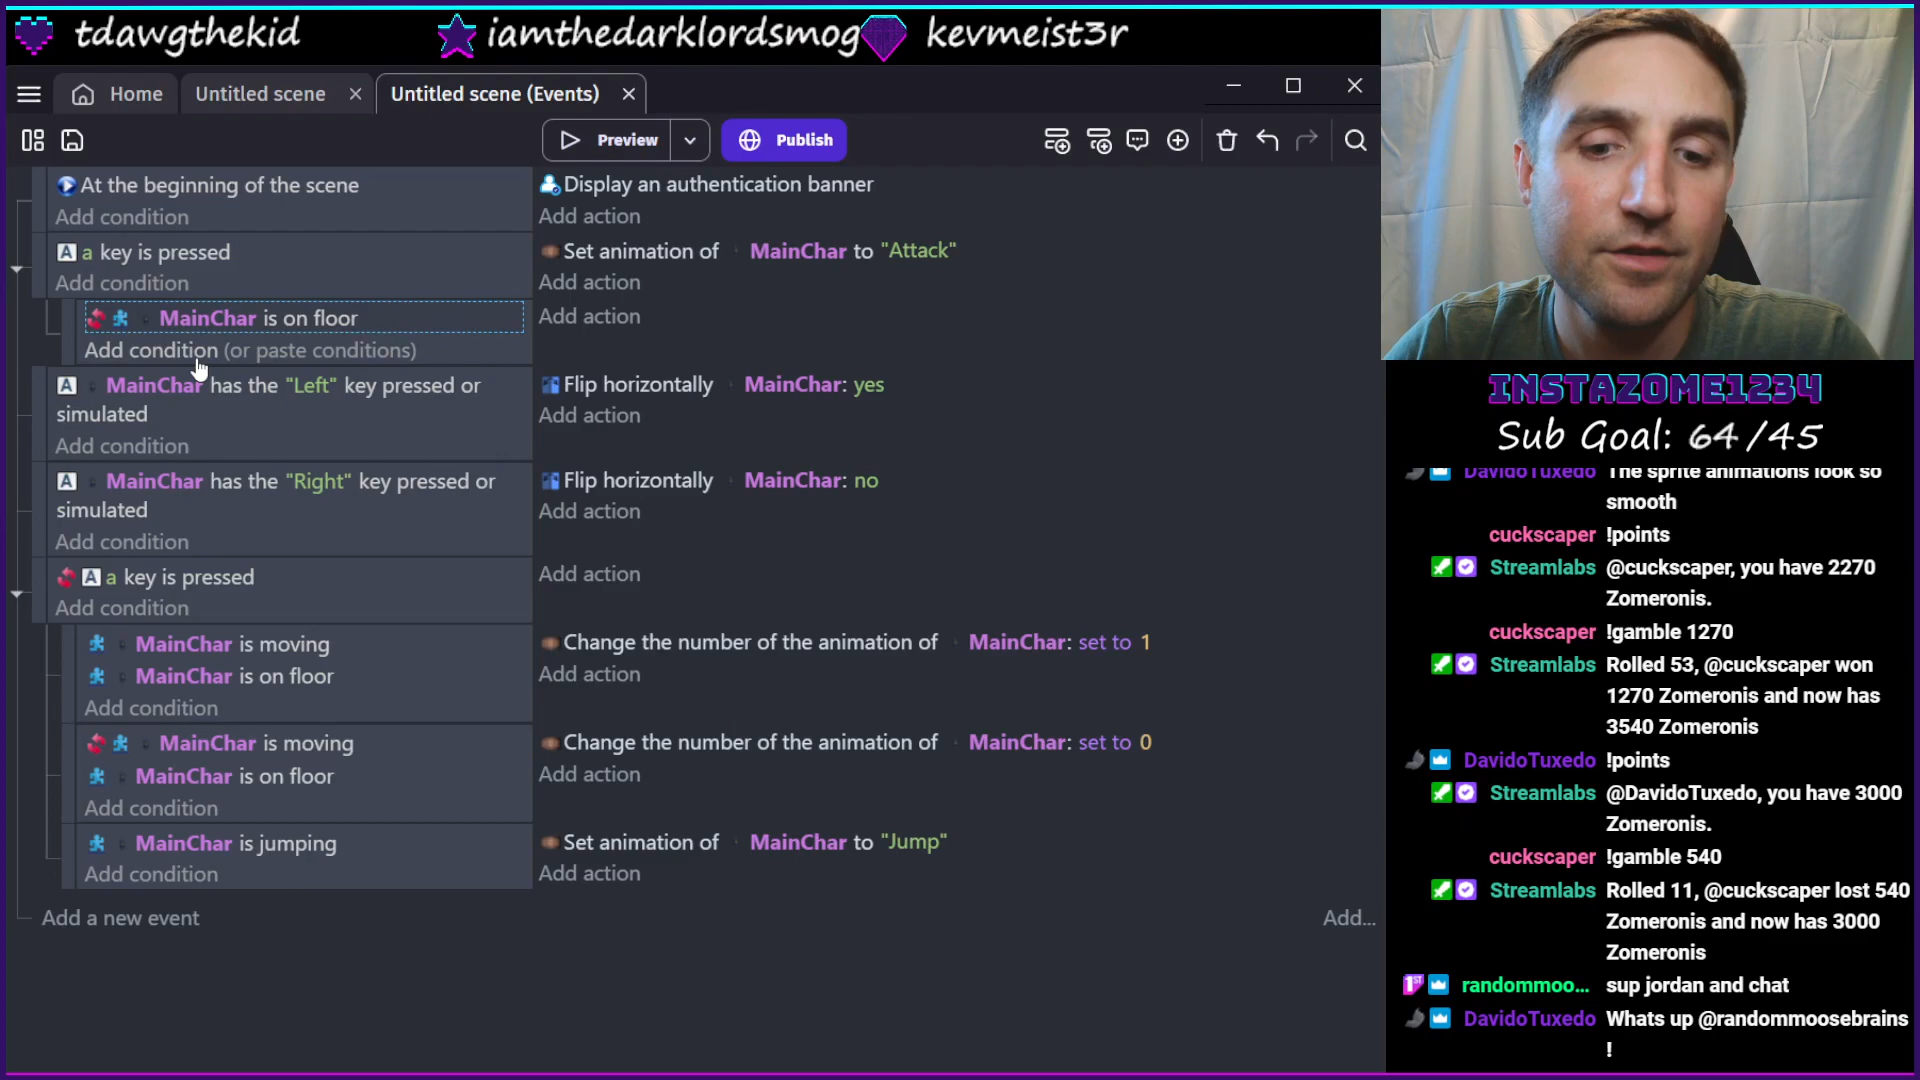 tdawgthekid iamthedarklordsmog kevmeist3r
Home Untitled scene Untitled scene (Events)
Preview Publish
At the beginning of the scene Display an authentication banner
Add condition Add action
A a key is pressed Set animation of MainChar to "Attack"
Add condition Add action
MainChar is on floor Add action
Add condition (or paste conditions)
A MainChar has the "Left" key pressed or Flip horizontally MainChar: yes
simulated Add action
Add condition
A MainChar has the "Right" key pressed or Flip horizontally MainChar: no
simulated Add action
Add condition
A a key is pressed Add action
Add condition
MainChar is moving Change the number of the animation of MainChar: set to 1
MainChar is on floor Add action
Add condition
MainChar is moving Change the number of the animation of MainChar: set to 0
MainChar is on floor Add action
Add condition
MainChar is jumping Set animation of MainChar to "Jump"
Add condition Add action
Add a new event Add...
INSTAZOME1234
Sub Goal: 64/45
DavidoTuxedo The sprite animations look so
smooth
cuckscaper !points
Streamlabs @cuckscaper, you have 2270
Zomeronis.
cuckscaper !gamble 1270
Streamlabs Rolled 53, @cuckscaper won
1270 Zomeronis and now has
3540 Zomeronis
DavidoTuxedo !points
Streamlabs @DavidoTuxedo, you have 3000
Zomeronis.
cuckscaper !gamble 540
Streamlabs Rolled 11, @cuckscaper lost 540
Zomeronis and now has 3000
Zomeronis
1ST randommoo... sup jordan and chat
DavidoTuxedo Whats up @randommoosebrains
!